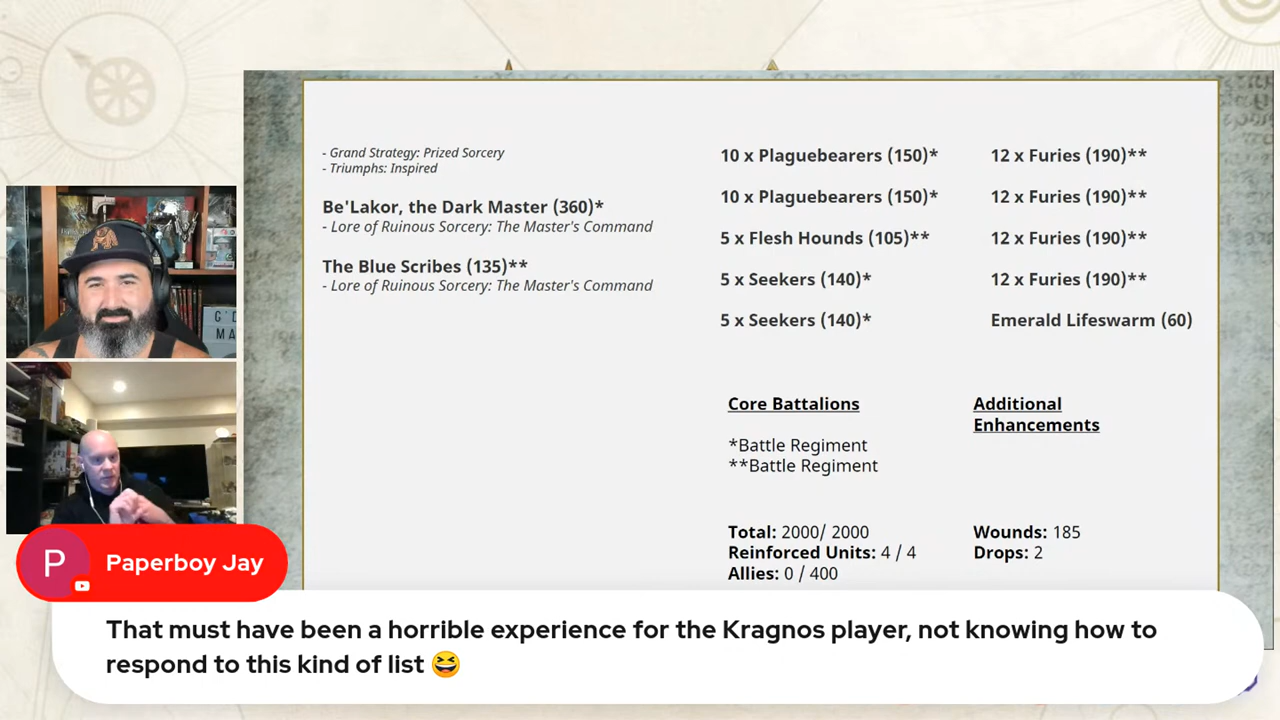 - Grand Strategy: Prized Sorcery
- Triumphs: Inspired
Be'Lakor, the Dark Master (360)*
- Lore of Ruinous Sorcery: The Master's Command
The Blue Scribes (135)**
- Lore of Ruinous Sorcery: The Master's Command
10 x Plaguebearers (150)*
10 x Plaguebearers (150)*
5 x Flesh Hounds (105)**
5 x Seekers (140)*
5 x Seekers (140)*
12 x Furies (190)**
12 x Furies (190)**
12 x Furies (190)**
12 x Furies (190)**
Emerald Lifeswarm (60)
Core Battalions
*Battle Regiment
**Battle Regiment
Additional
Enhancements
Total: 2000/ 2000
Reinforced Units: 4 / 4
Allies: 0 / 400
Wounds: 185
Drops: 2
G'D
MA
P
Paperboy Jay
That must have been a horrible experience for the Kragnos player, not knowing how to
respond to this kind of list 😆